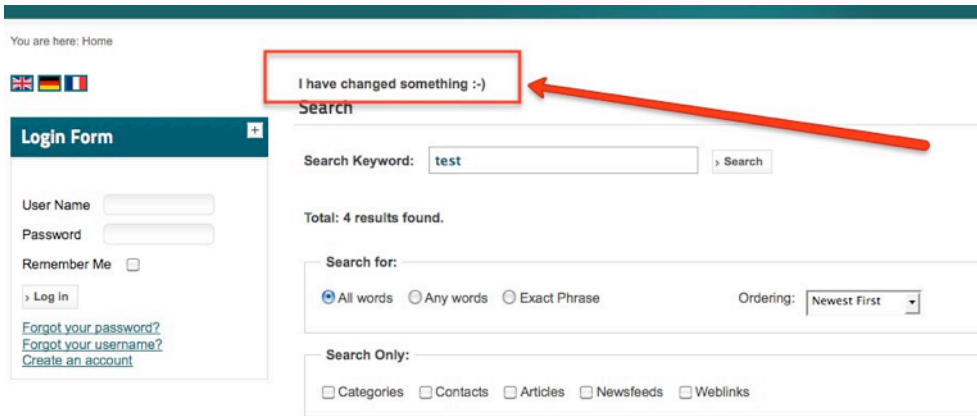 You are here: Home
I have changed something :-)
Search
Login Form
+
Search Keyword: test › Search
User Name
Password
Total: 4 results found.
Remember Me
› Log in
Forgot your password?
Forgot your username?
Create an account
Search for:
All words Any words Exact Phrase Ordering: Newest First
Search Only:
Categories Contacts Articles Newsfeeds Weblinks